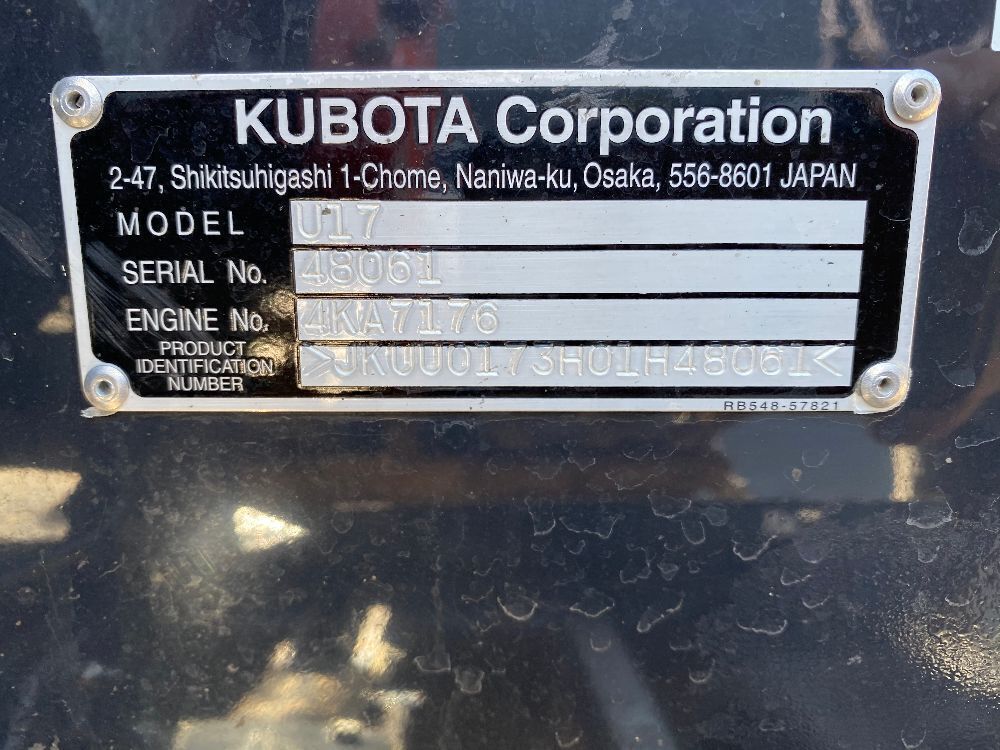 KUBOTA Corporation
2-47, Shikitsuhigashi 1-Chome, Naniwa-ku, Osaka, 556-8601 JAPAN
MODEL U17
SERIAL No. 48061
ENGINE No. 4KA7176
PRODUCT IDENTIFICATION NUMBER >JKUU0173H01H48061<
RB548-57821